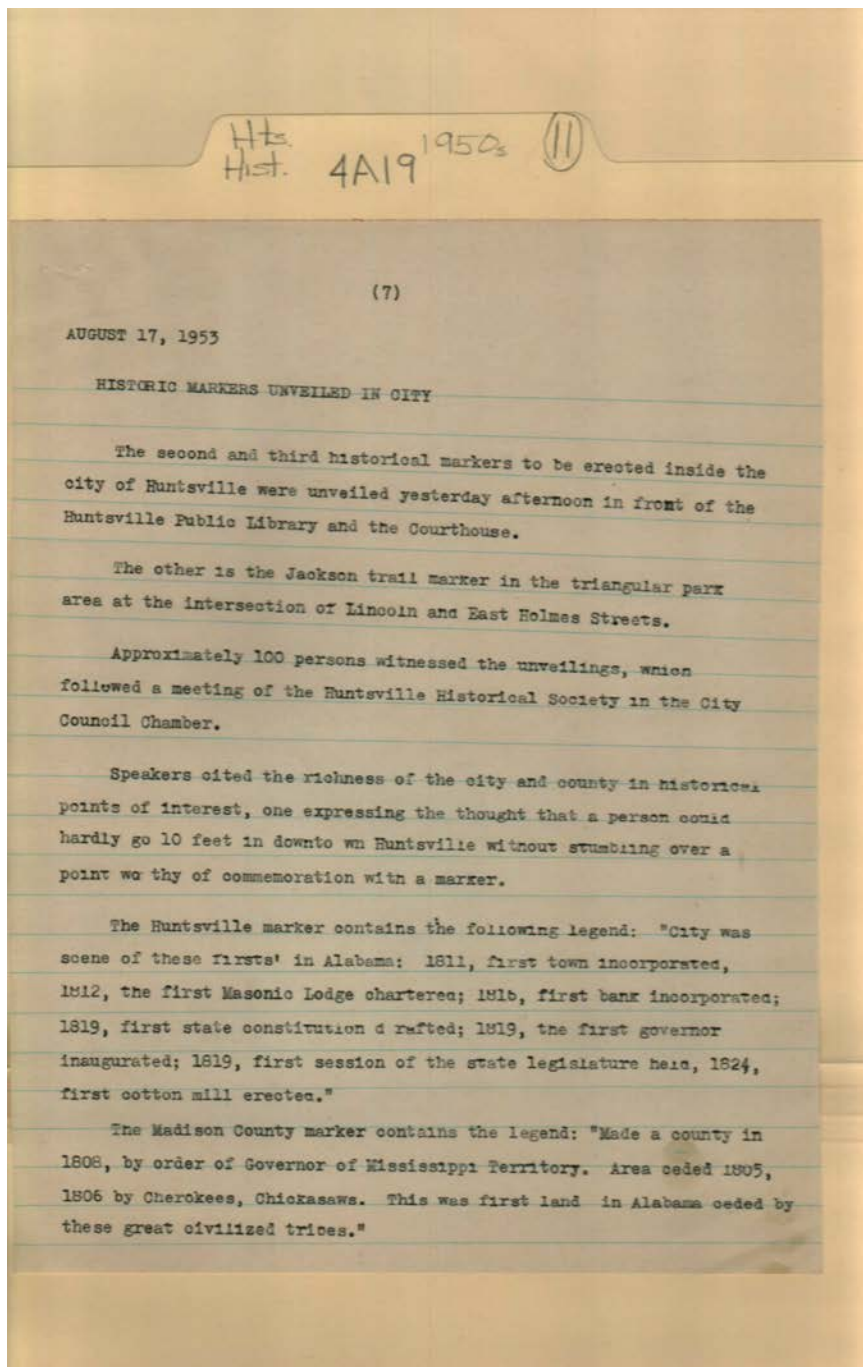 Hts.
Hist. 4A19 1950s 11
(7)
AUGUST 17, 1953
HISTORIC MARKERS UNVEILED IN CITY
The second and third historical markers to be erected inside the
city of Huntsville were unveiled yesterday afternoon in front of the
Huntsville Public Library and the Courthouse.
The other is the Jackson trail marker in the triangular park
area at the intersection of Lincoln and East Holmes Streets.
Approximately 100 persons witnessed the unveilings, which
followed a meeting of the Huntsville Historical Society in the City
Council Chamber.
Speakers cited the richness of the city and county in historical
points of interest, one expressing the thought that a person could
hardly go 10 feet in downto wn Huntsville without stumbling over a
point wo thy of commemoration with a marker.
The Huntsville marker contains the following legend: "City was
scene of these firsts' in Alabama: 1811, first town incorporated,
1812, the first Masonic Lodge chartered; 1816, first bank incorporated;
1819, first state constitution d rafted; 1819, the first governor
inaugurated; 1819, first session of the state legislature held, 1824,
first cotton mill erected."
The Madison County marker contains the legend: "Made a county in
1808, by order of Governor of Mississippi Territory. Area ceded 1805,
1806 by Cherokees, Chickasaws. This was first land in Alabama ceded by
these great civilized tribes."